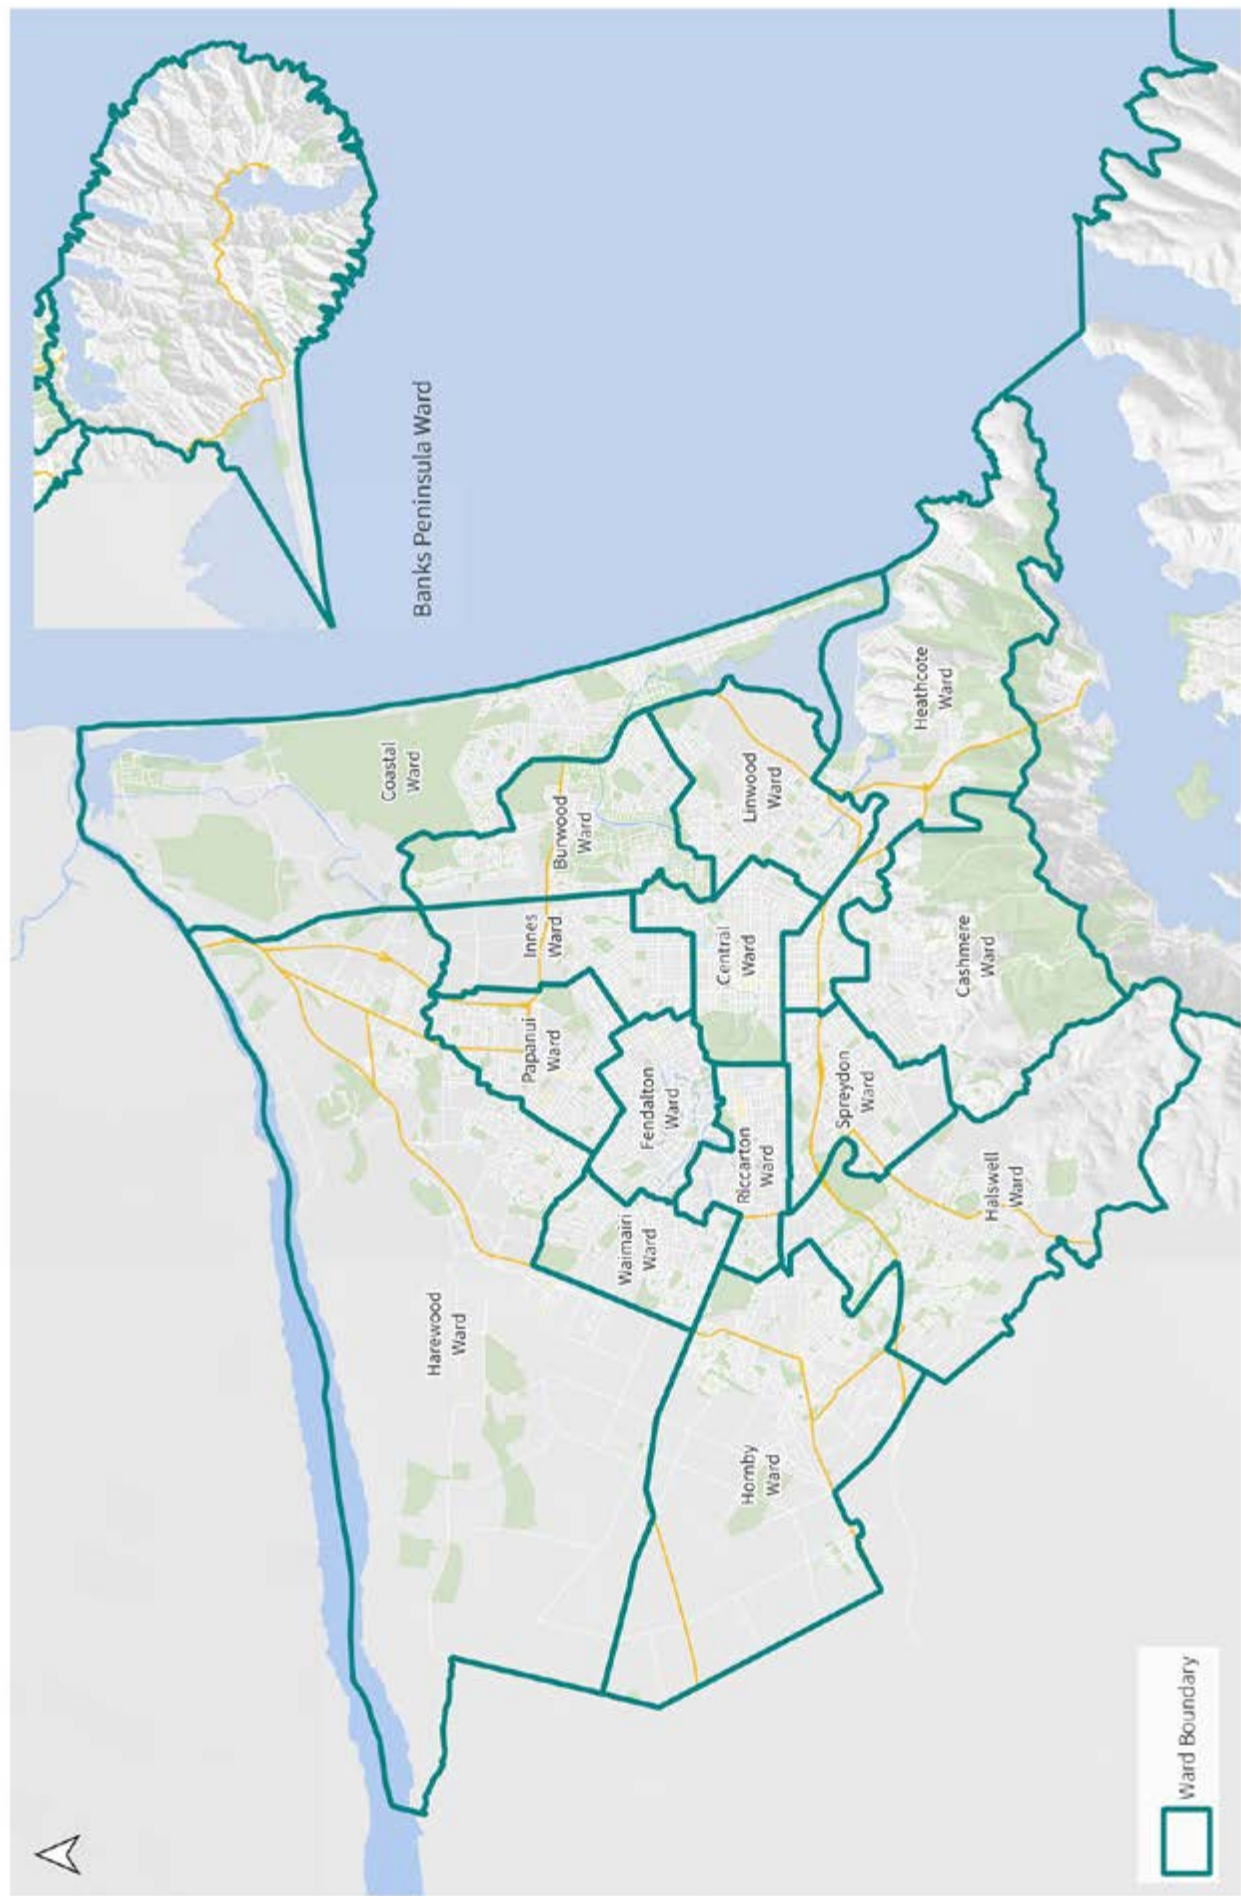 Banks Peninsula Ward
Coastal
Ward
Burwood
Ward
Innes
Ward
Papanui
Ward
Harewood
Ward
Fendalton
Ward
Waimairi
Ward
Riccarton
Ward
Central
Ward
Linwood
Ward
Heathcote
Ward
Cashmere
Ward
Spreydon
Ward
Halswell
Ward
Hornby
Ward
Ward Boundary